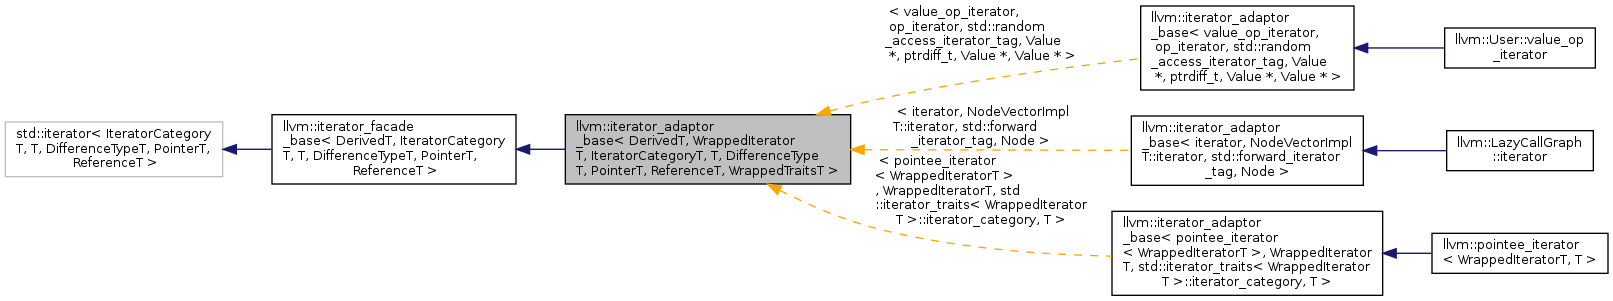 std::iterator< IteratorCategory
T, T, DifferenceTypeT, PointerT,
ReferenceT >
llvm::iterator_facade
_base< DerivedT, IteratorCategory
T, T, DifferenceTypeT, PointerT,
ReferenceT >
llvm::iterator_adaptor
_base< DerivedT, WrappedIterator
T, IteratorCategoryT, T, DifferenceType
T, PointerT, ReferenceT, WrappedTraitsT >
< value_op_iterator,
op_iterator, std::random
_access_iterator_tag, Value
*, ptrdiff_t, Value *, Value * >
llvm::iterator_adaptor
_base< value_op_iterator,
op_iterator, std::random
_access_iterator_tag, Value
*, ptrdiff_t, Value *, Value * >
llvm::User::value_op
_iterator
< iterator, NodeVectorImpl
T::iterator, std::forward
_iterator_tag, Node >
llvm::iterator_adaptor
_base< iterator, NodeVectorImpl
T::iterator, std::forward_iterator
_tag, Node >
llvm::LazyCallGraph
::iterator
< pointee_iterator
< WrappedIteratorT >
, WrappedIteratorT, std
::iterator_traits< WrappedIterator
T >::iterator_category, T >
llvm::iterator_adaptor
_base< pointee_iterator
< WrappedIteratorT >, WrappedIterator
T, std::iterator_traits< WrappedIterator
T >::iterator_category, T >
llvm::pointee_iterator
< WrappedIteratorT, T >